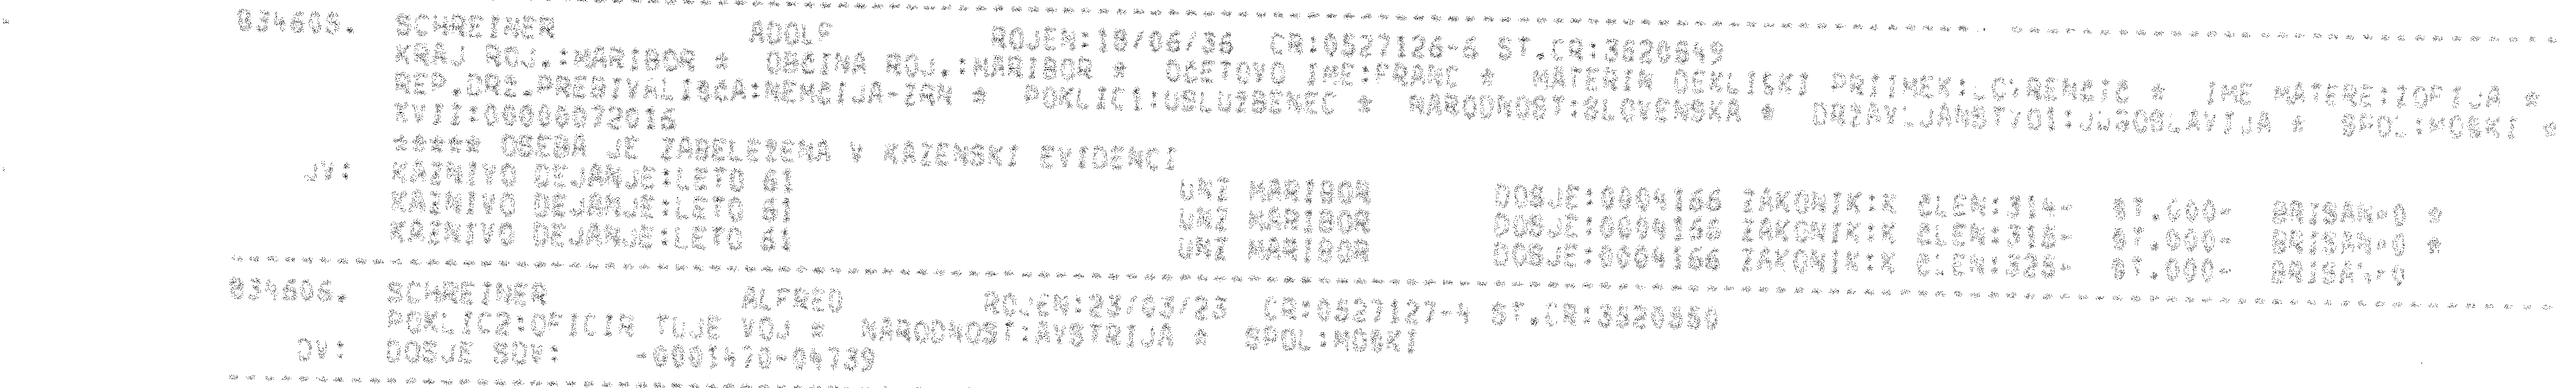 034605. SCHREINER ADOLF ROJEN:18/06/36 CR:0527126-6 ST.CR:3520549
KRAJ ROJ.:MARIBOR * OBCINA ROJ.:MARIBOR * OCETOVO IME:FRANC * MATERIN DEKLISKI PRIIMEK: * IME MATERE:ZOFIJA *
REP.DRZ.PREBIVALISCA:NEMCIJA-ZRN * POKLIC1:USLUZBENEC * NARODNOST:SLOVENSKA * DRZAVLJANSTVO1:JUGOSLAVIJA * SPOL:MOSKI *
XVII:00000072015
***** OSEBA JE ZABELEZENA V KAZENSKI EVIDENCI
JV: KAZNIVO DEJANJE:LETO 61 UNZ MARIBOR DOSJE:0004166 ZAKONIK:K CLEN:314- ST.000- BRISAN=0 *
KAZNIVO DEJANJE:LETO 61 UNZ MARIBOR DOSJE:0004166 ZAKONIK:K CLEN:316- ST.000- BRISAN=0 *
KAZNIVO DEJANJE:LETO 61 UNZ MARIBOR DOSJE:0004166 ZAKONIK:K CLEN:325- ST.000- BRISAN=0
034606. SCHREINER ALFRED ROJEN:23/03/23 CR:0527127-4 ST.CR:3520550
POKLIC2:OFICIR TUJE VOJ * NARODNOST:AVSTRIJA * SPOL:MOSKI
DV: DOSJE SDV: -0001470-04739